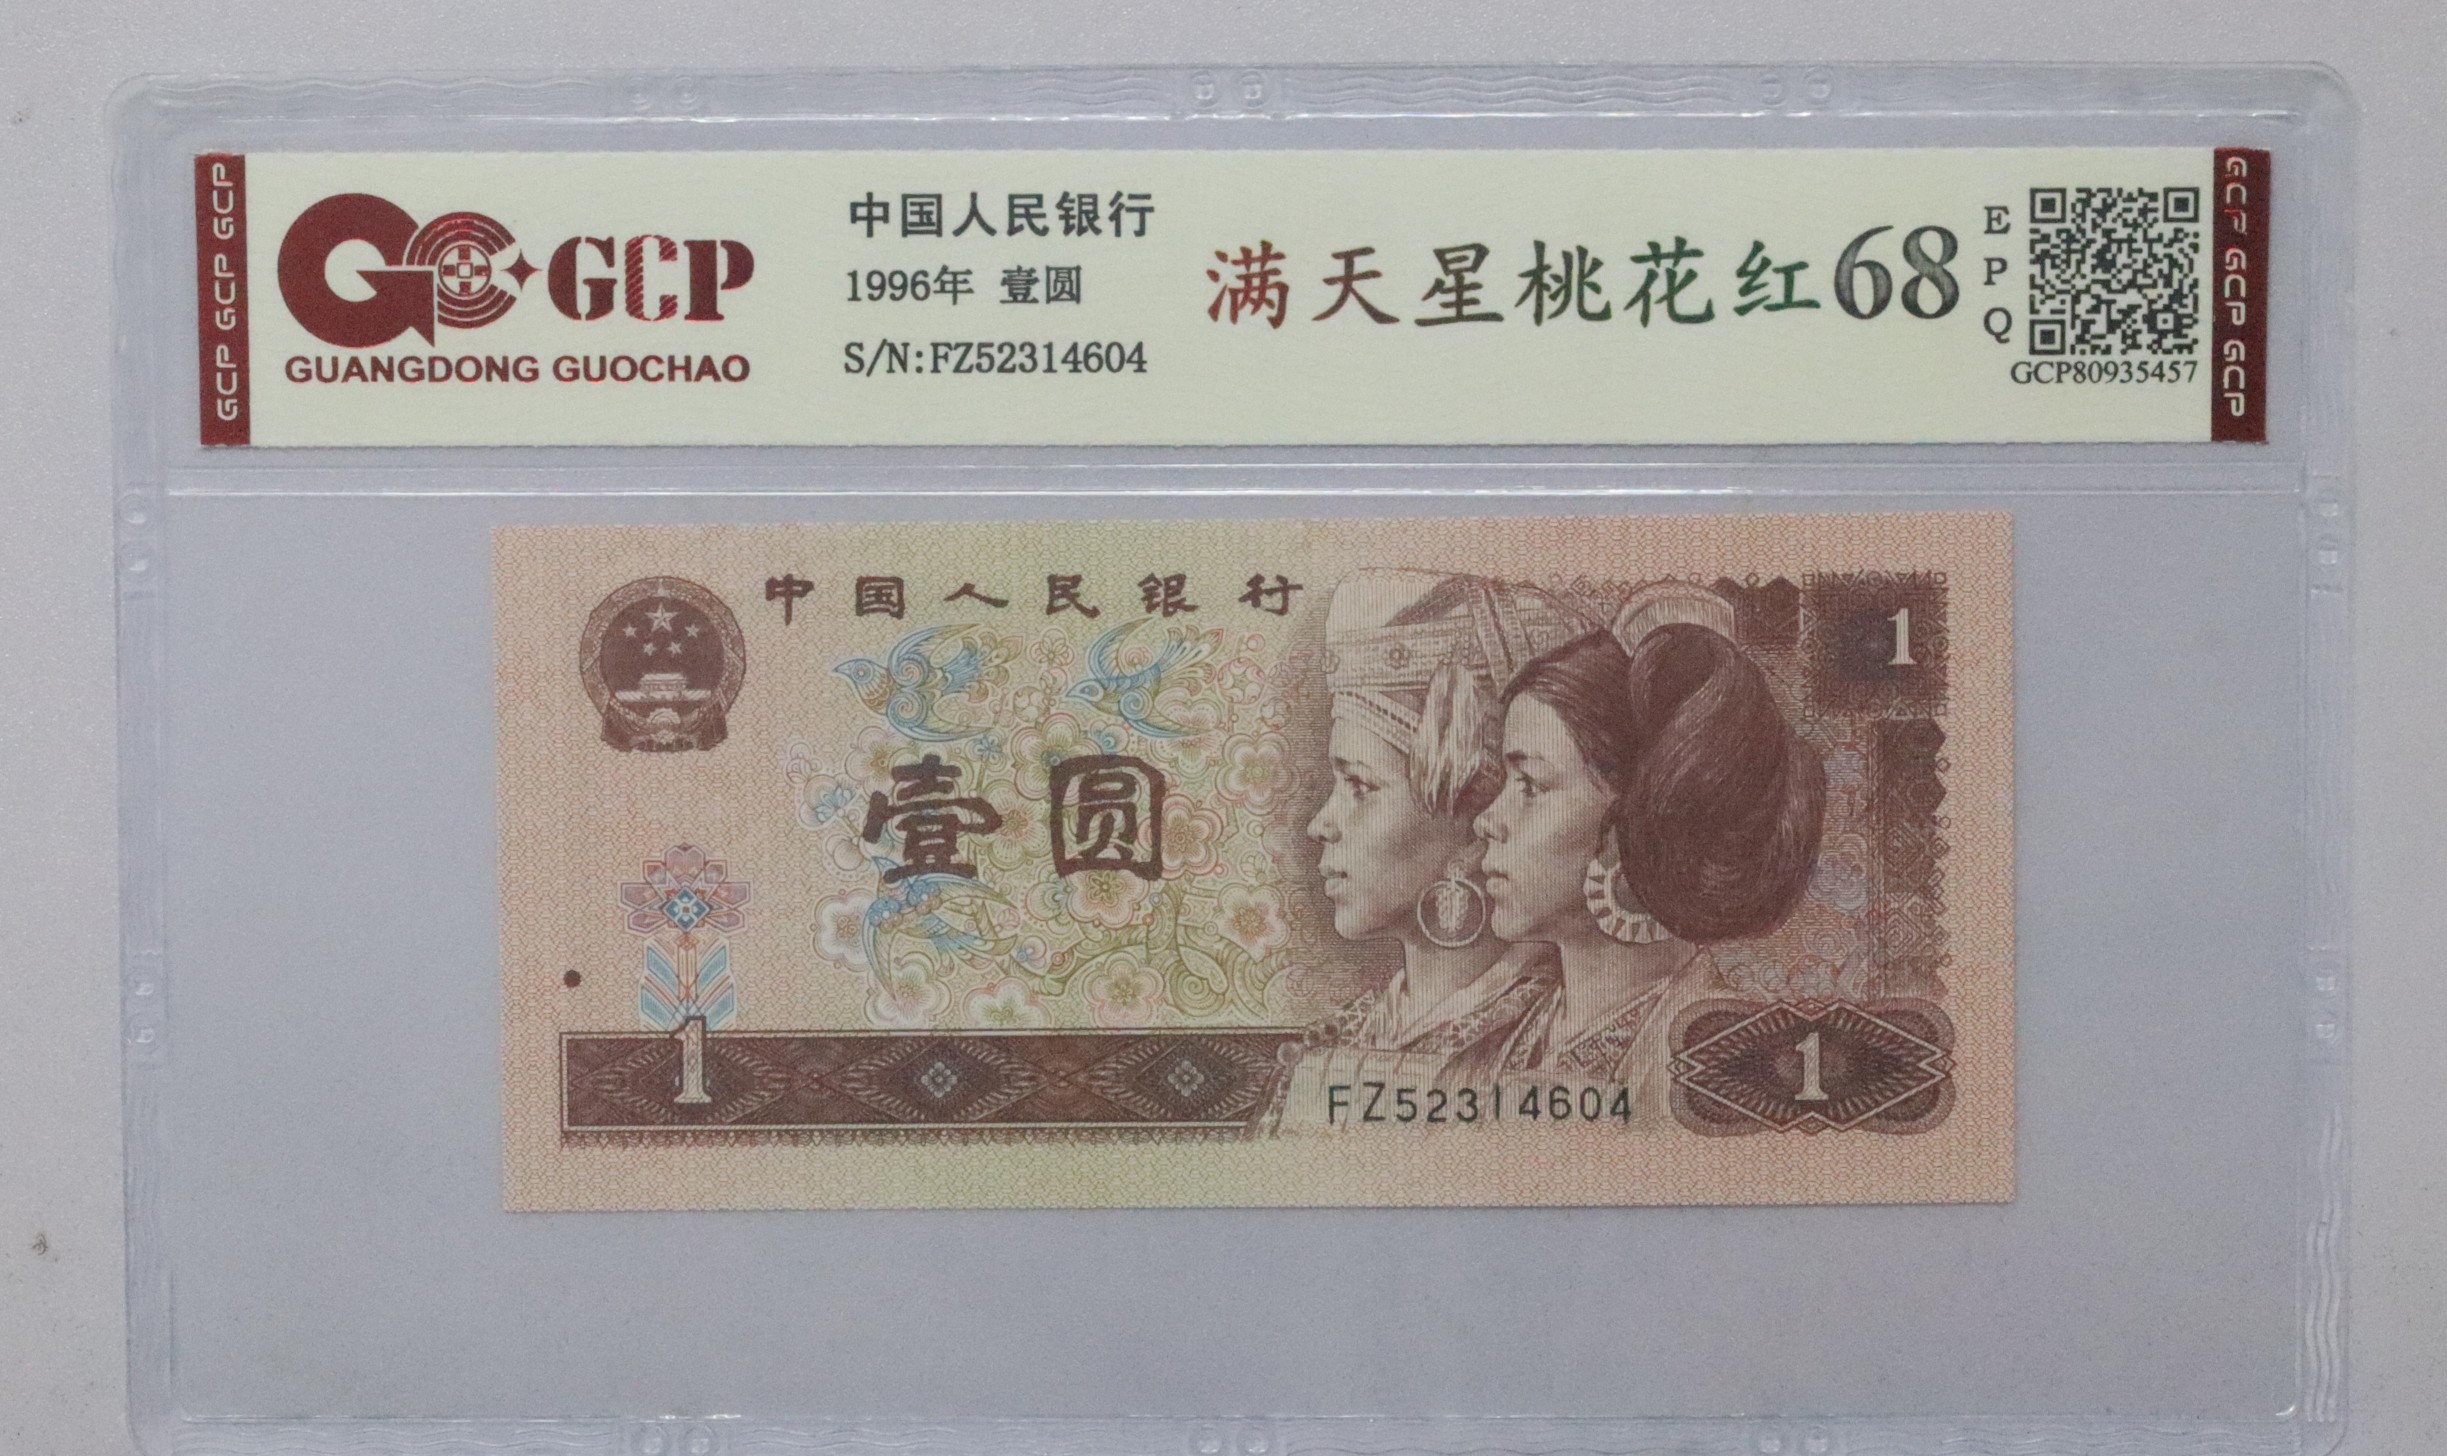 GCP GCP GCP
GCP
GUANGDONG GUOCHAO
中国人民银行
1996年 壹圆
S/N:FZ52314604
满天星桃花红
68
E
P
Q
GCP80935457
GCP GCP GCP
中国人民银行
1
壹圆
1
FZ52314604
1